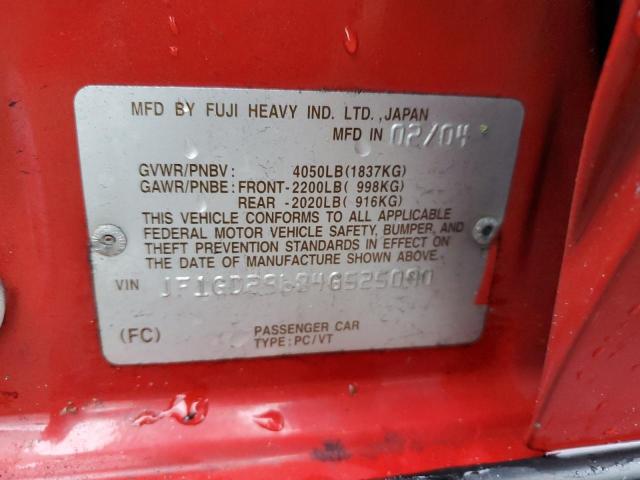 MFD BY FUJI HEAVY IND. LTD.,JAPAN
MFD IN 02/04
GVWR/PNBV: 4050LB(1837KG)
GAWR/PNBE: FRONT-2200LB( 998KG)
REAR -2020LB( 916KG)
THIS VEHICLE CONFORMS TO ALL APPLICABLE
FEDERAL MOTOR VEHICLE SAFETY, BUMPER, AND
THEFT PREVENTION STANDARDS IN EFFECT ON
THE DATE OF MANUFACTURE SHOWN ABOVE.
VIN JF1GD29684G525090
(FC) PASSENGER CAR
TYPE: PC/VT